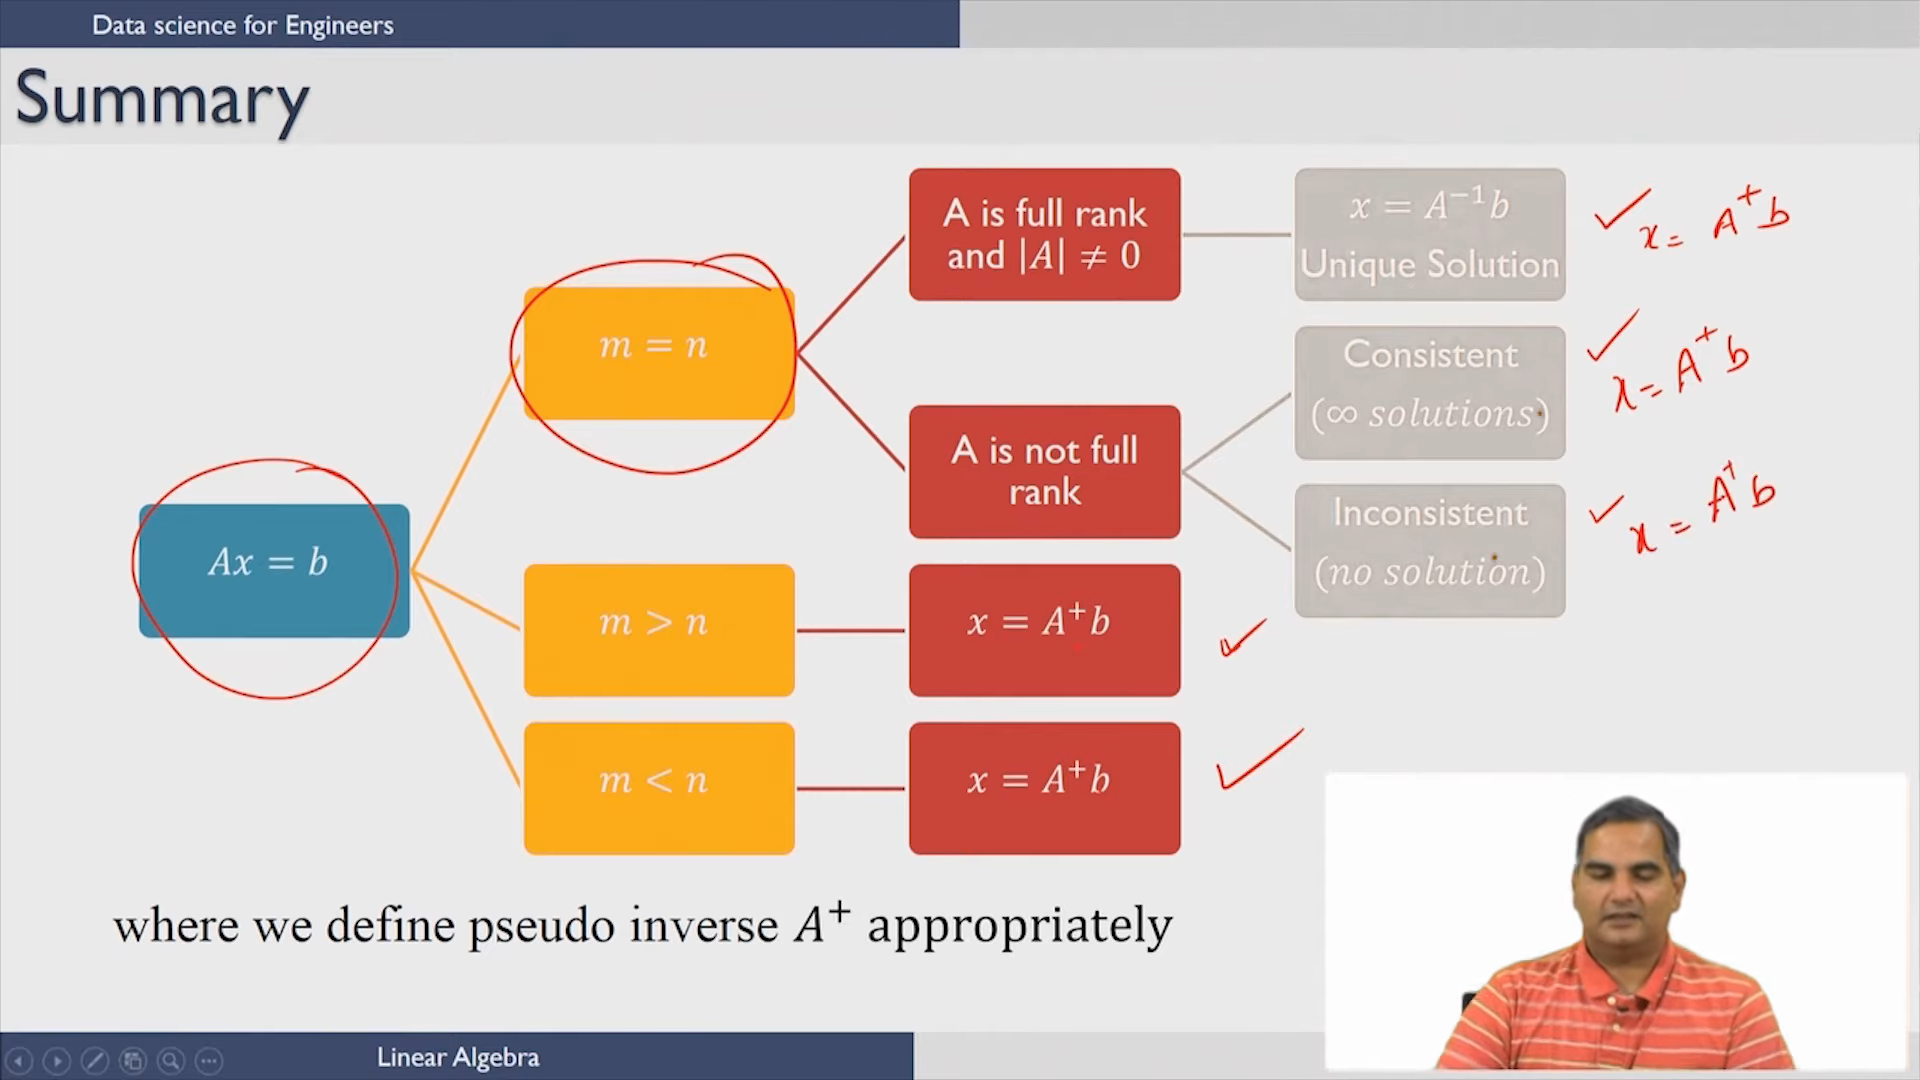 Data science for Engineers
Summary
Ax = b
m = n
m > n
m < n
A is full rank
and |A| ≠ 0
A is not full
rank
x = A⁺b
x = A⁺b
x = A⁻¹b
Unique Solution
Consistent
(∞ solutions)
Inconsistent
(no solution)
x = A⁺b
x = A⁺b
x = A⁺b
where we define pseudo inverse A⁺ appropriately
Linear Algebra